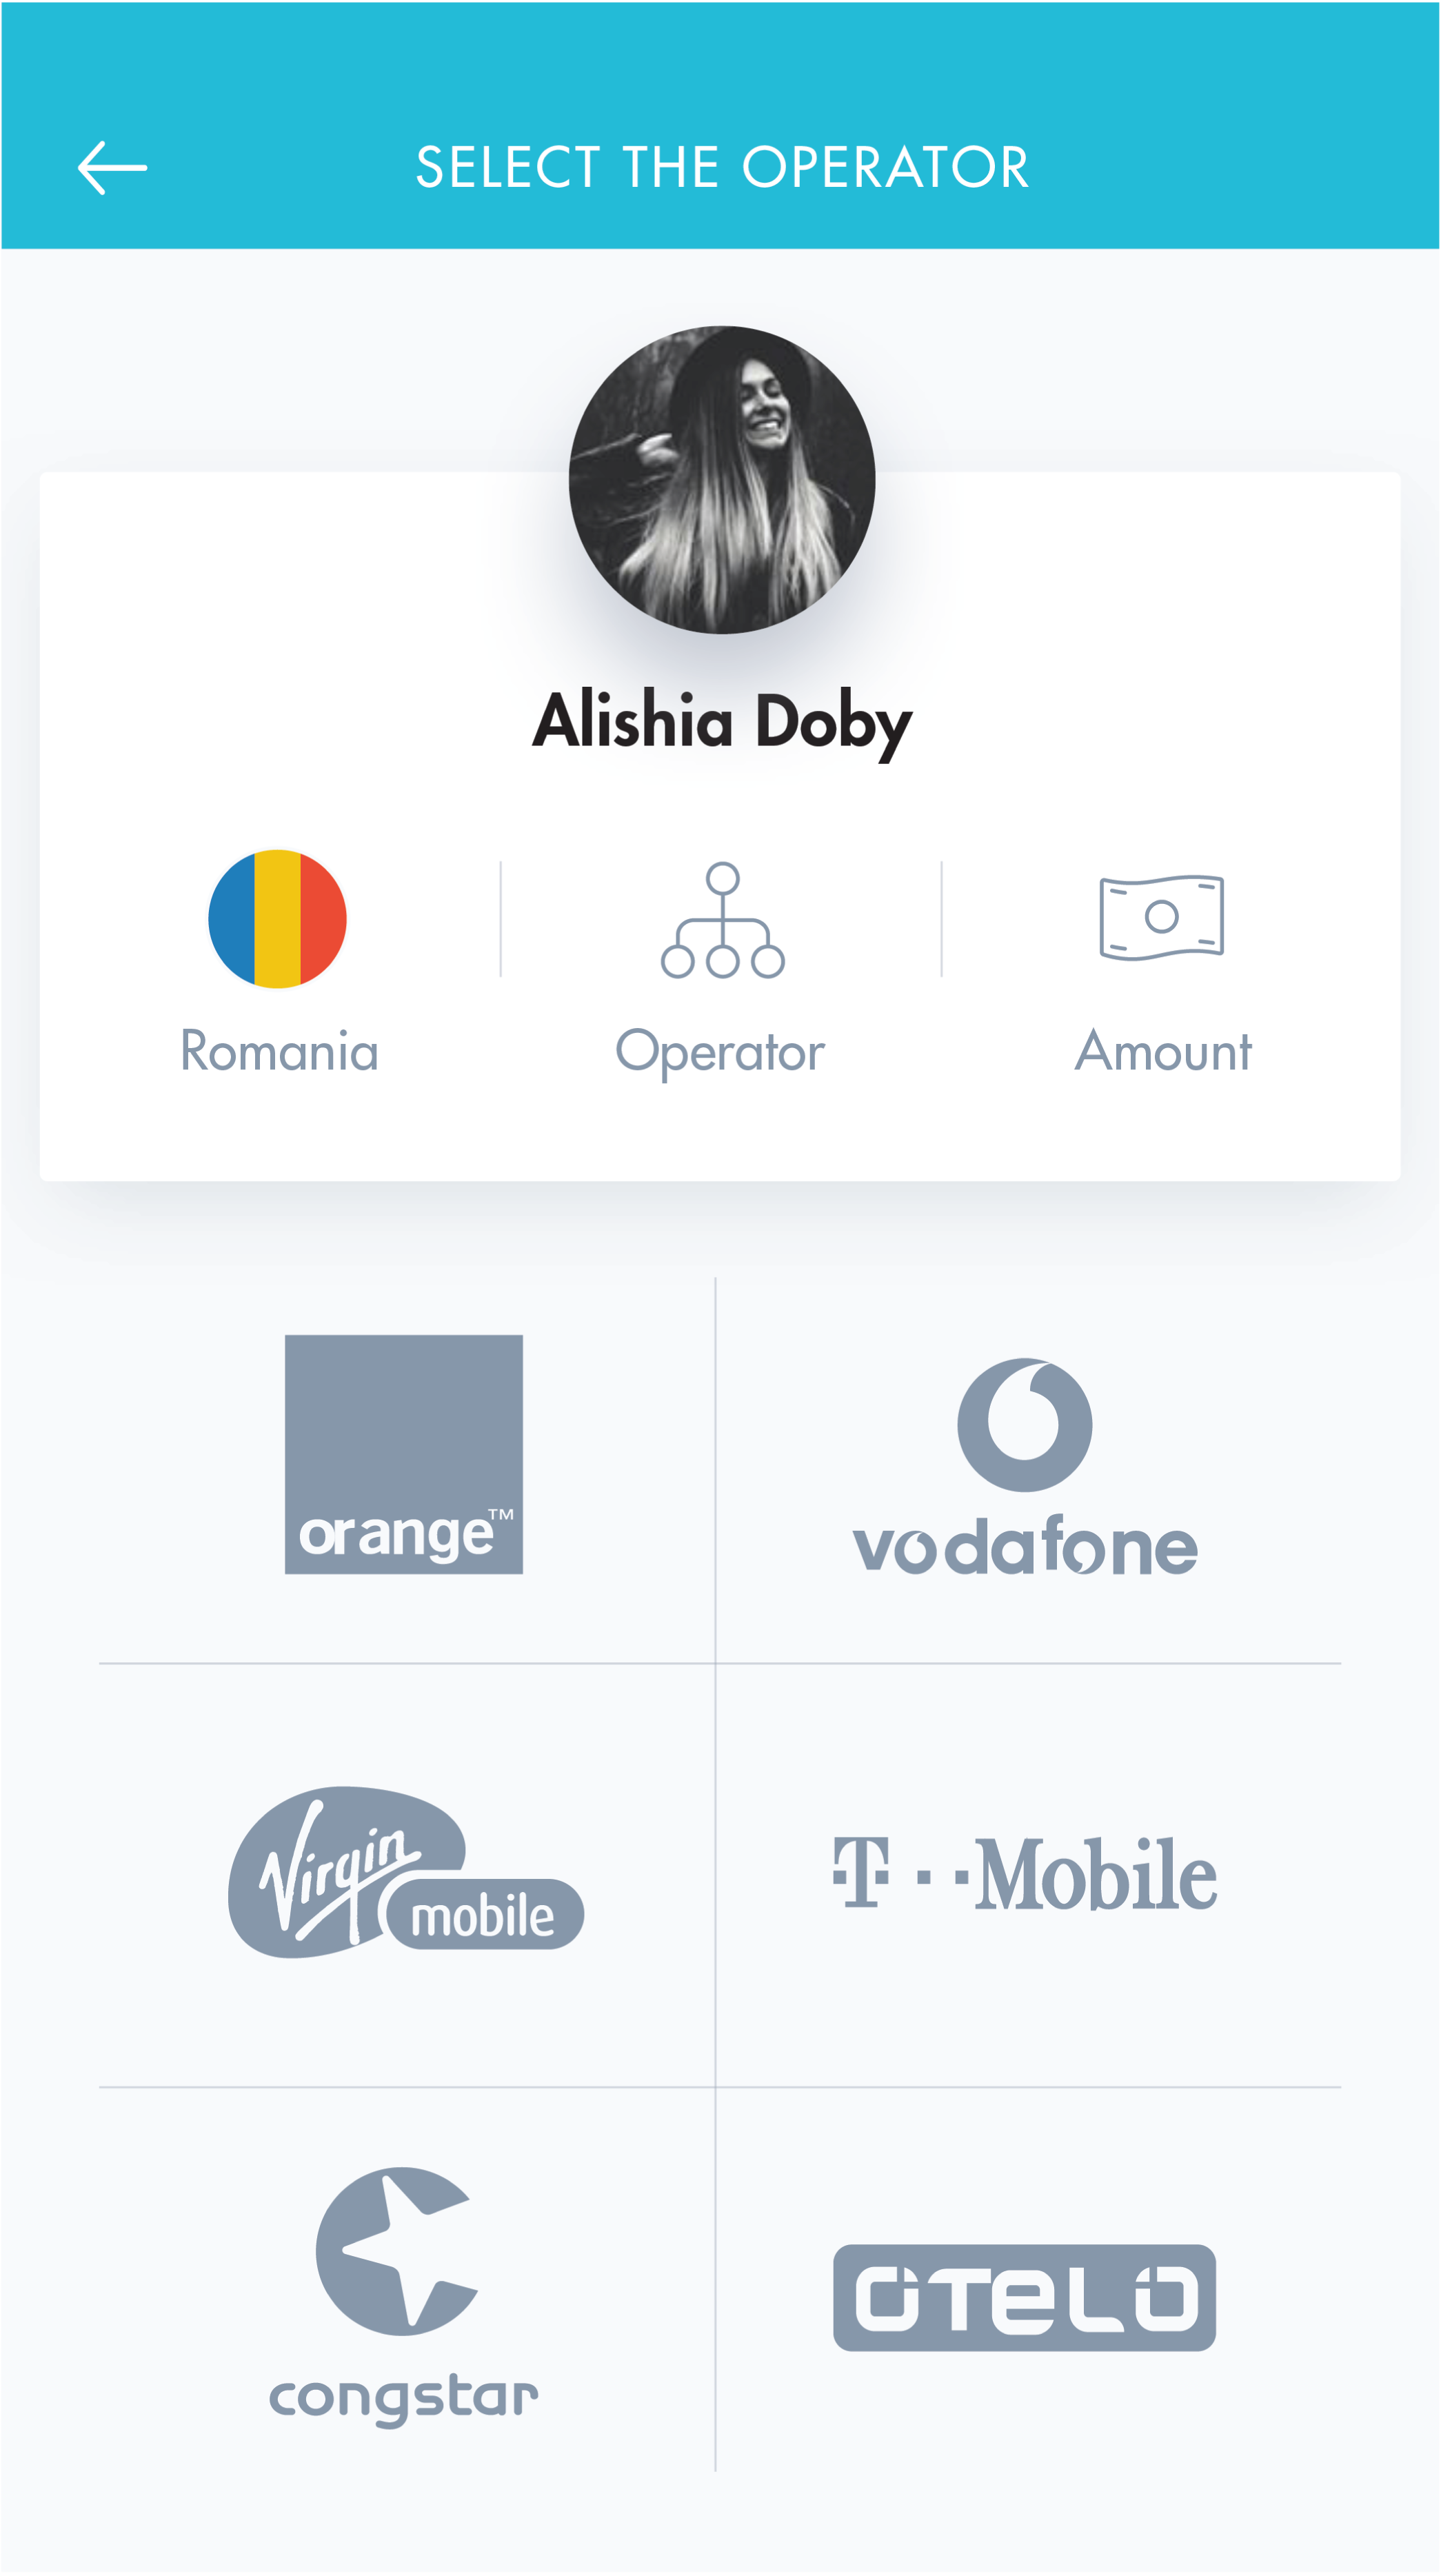 SELECT THE OPERATOR
Alishia Doby
Romania
Operator
Amount
orange™
vodafone
Virgin
mobile
T··Mobile
congstar
OTeLO